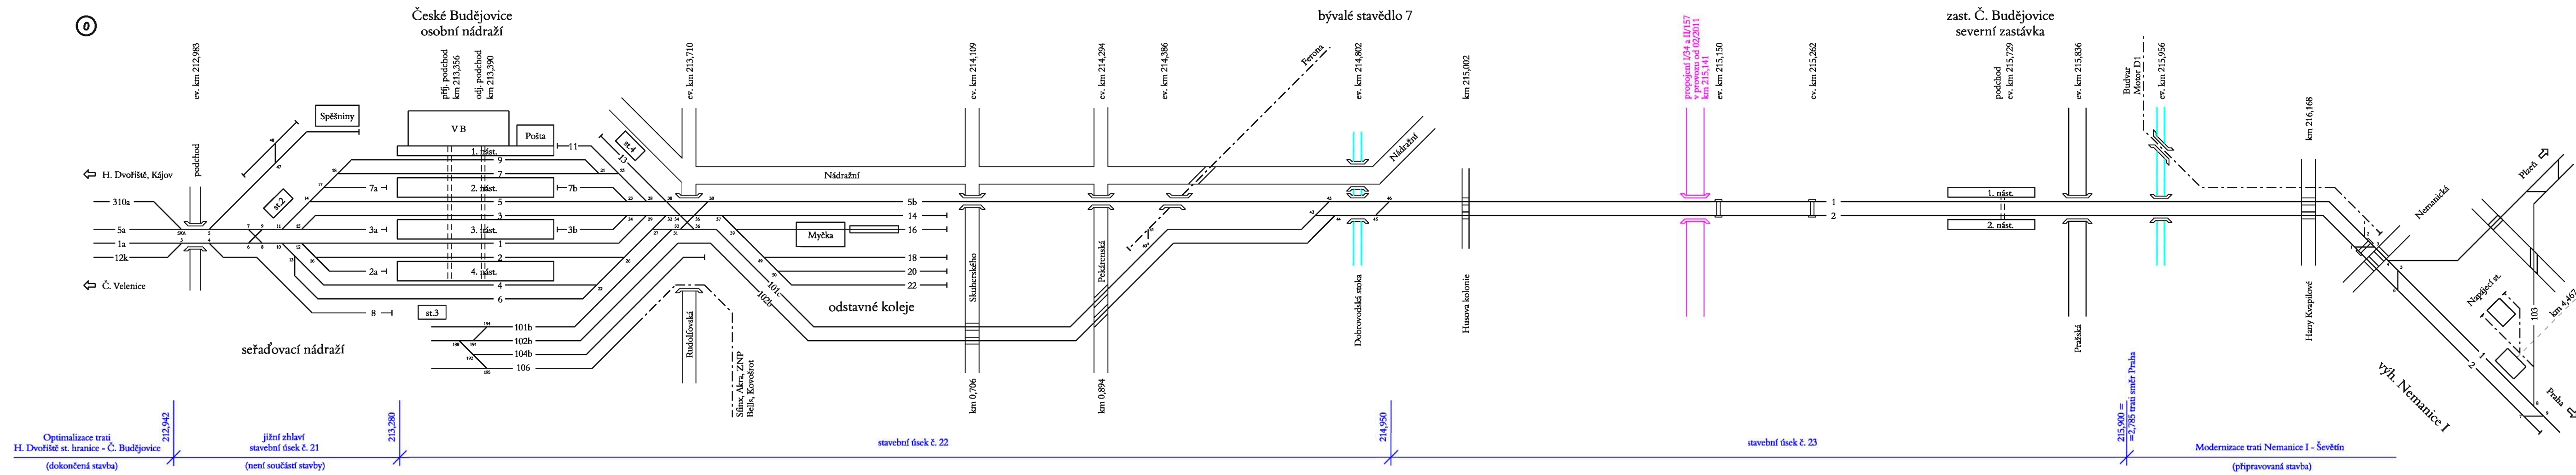 0
České Budějovice
osobní nádraží
bývalé stavědlo 7
zast. Č. Budějovice
severní zastávka
ev. km 212,983
příj. podchod
km 213,356
odj. podchod
km 213,390
ev. km 213,710
ev. km 214,109
ev. km 214,294
ev. km 214,386
Ferona
ev. km 214,802
km 215,002
propojení I/34 a II/157
v provozu od 02/2011
km 215,141
ev. km 215,150
ev. km 215,262
podchod
ev. km 215,729
ev. km 215,836
Budvar
Motor D1
ev. km 215,956
km 216,168
Spěšniny
V B
Pošta
st.4
podchod
st.2
H. Dvořiště, Kájov
Č. Velenice
310a
5a
1a
12k
1. nást.
11
13
9
7
7a
2. nást.
7b
5
3
3a
3. nást.
3b
1
2
2a
4. nást.
4
6
8
st.3
101b
102b
104b
106
seřaďovací nádraží
Nádražní
Nádražní
5b
14
Myčka
16
18
20
22
101c
102b
odstavné koleje
Rudolfovská
Sfinx, Akra, ZNP
Bells, Kovošrot
Skuherského
km 0,706
Pekárenská
km 0,894
Dobrovodská stoka
Husova kolonie
1
2
1. nást.
2. nást.
Pražská
Hany Kvapilové
Nemanická
Plzeň
Napájecí st.
103
km 4,467
Praha
1
2
výh. Nemanice I
212,942
213,280
214,950
215,900 =
=2,785 trati směr Praha
Optimalizace trati
H. Dvořiště st. hranice - Č. Budějovice
(dokončená stavba)
jižní zhlaví
stavební úsek č. 21
(není součástí stavby)
stavební úsek č. 22
stavební úsek č. 23
Modernizace trati Nemanice I - Ševětín
(připravovaná stavba)